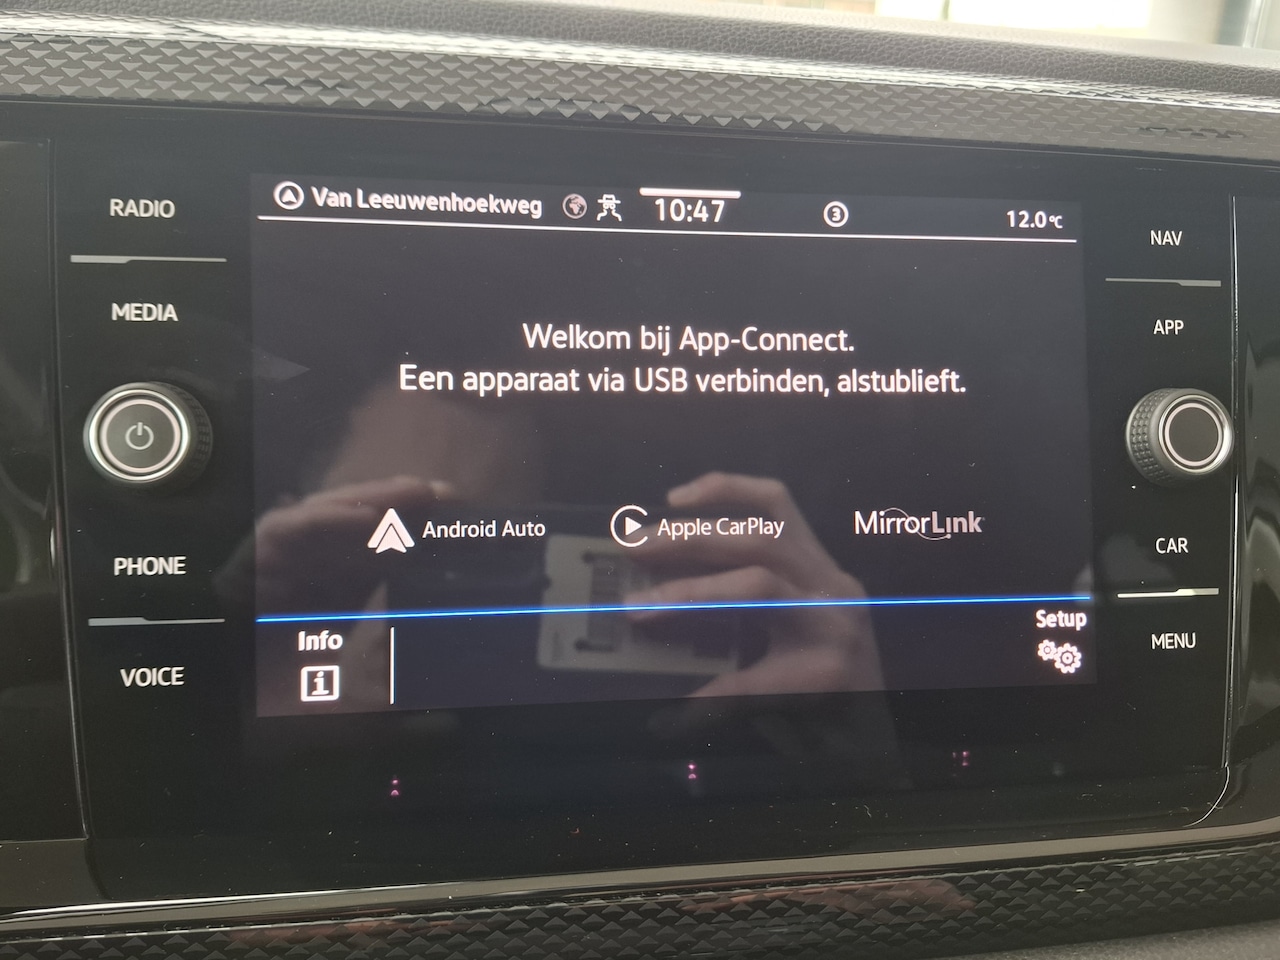 RADIO
MEDIA
PHONE
VOICE
Van Leeuwenhoekweg 10:47 3 12.0°C
Welkom bij App-Connect.
Een apparaat via USB verbinden, alstublieft.
Android Auto Apple CarPlay MirrorLink
Info Setup
NAV
APP
CAR
MENU